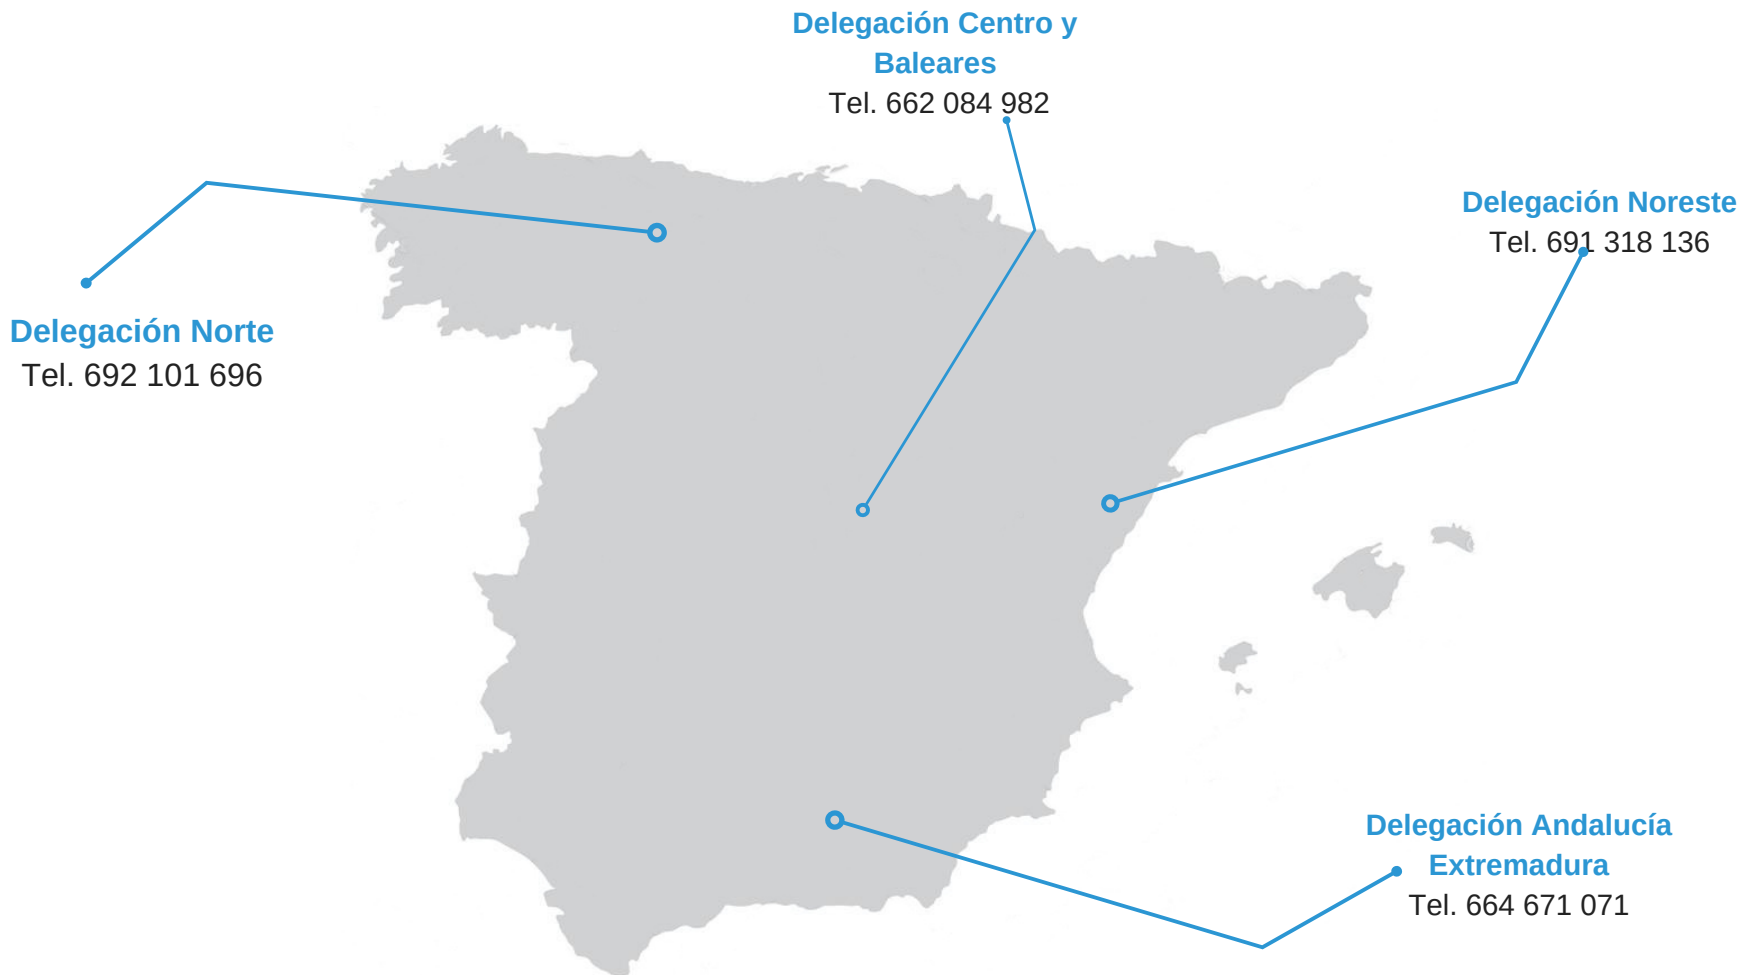 Delegación Centro y
Baleares
Tel. 662 084 982
Delegación Noreste
Tel. 691 318 136
Delegación Norte
Tel. 692 101 696
Delegación Andalucía
Extremadura
Tel. 664 671 071